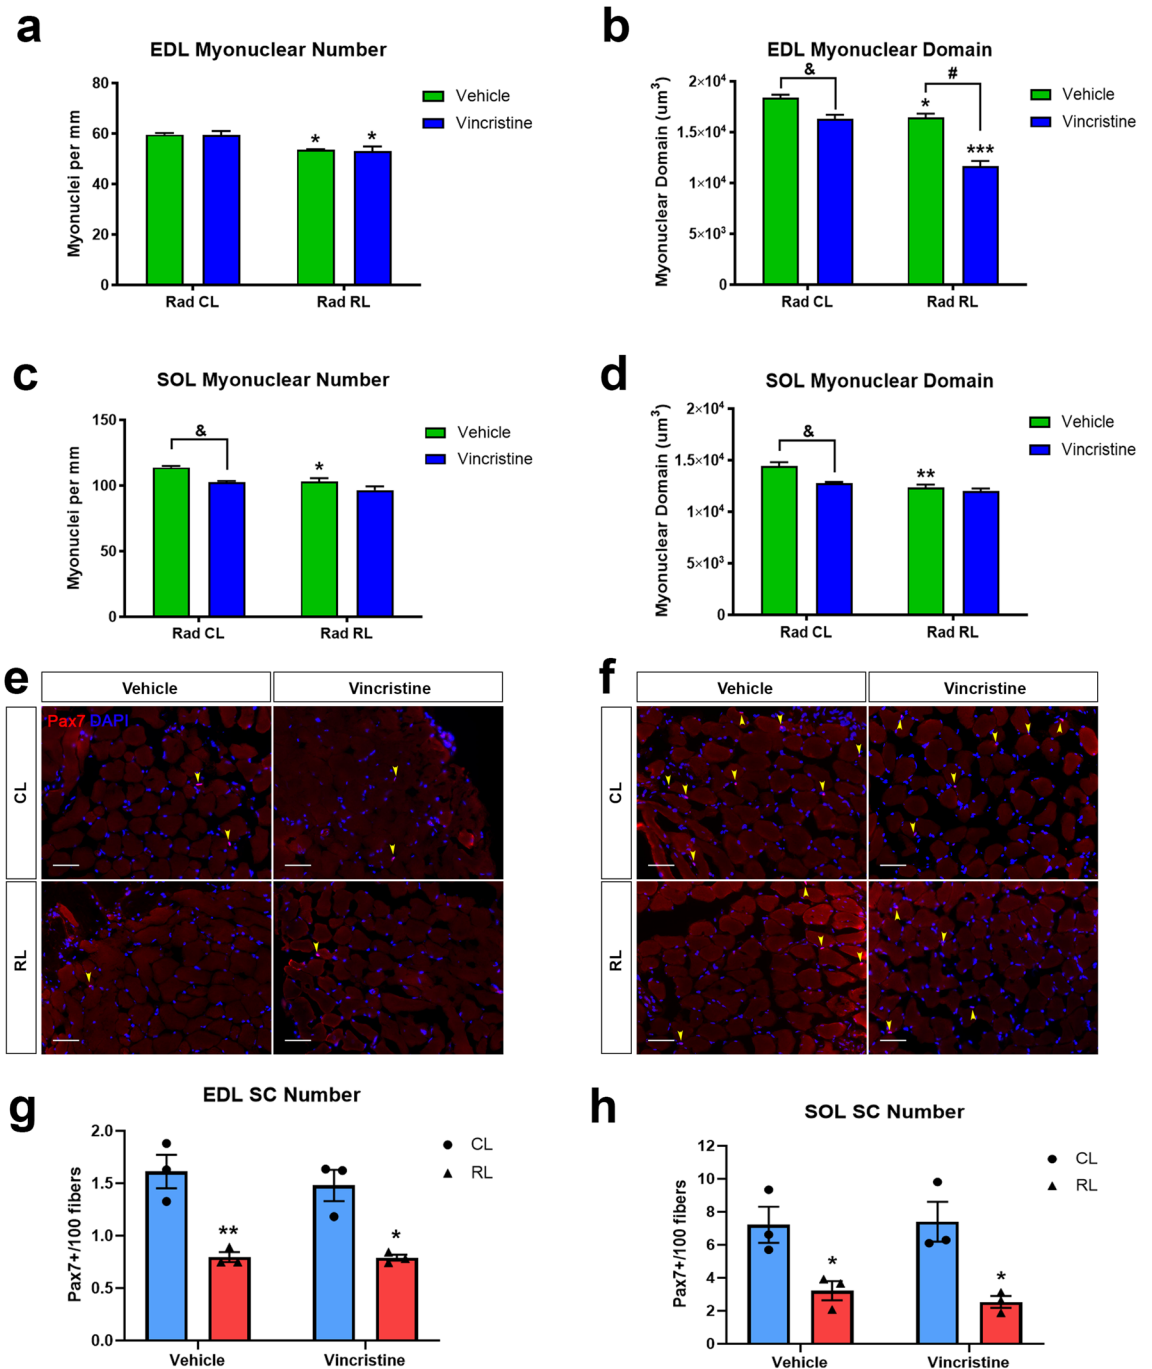 a
EDL Myonuclear Number
Myonuclei per mm
80
60
40
20
0
* *
Rad CL Rad RL
Vehicle
Vincristine
b
EDL Myonuclear Domain
Myonuclear Domain (um³)
2×10⁴
1.5×10⁴
1×10⁴
5×10³
0
& #
*
***
Rad CL Rad RL
Vehicle
Vincristine
c
SOL Myonuclear Number
Myonuclei per mm
150
100
50
0
&
*
Rad CL Rad RL
Vehicle
Vincristine
d
SOL Myonuclear Domain
Myonuclear Domain (um³)
2×10⁴
1.5×10⁴
1×10⁴
5×10³
0
&
**
Rad CL Rad RL
Vehicle
Vincristine
e
Vehicle Vincristine
CL
Pax7 DAPI
RL
f
Vehicle Vincristine
CL
RL
g
EDL SC Number
Pax7+/100 fibers
2.0
1.5
1.0
0.5
0.0
** *
Vehicle Vincristine
CL
RL
h
SOL SC Number
Pax7+/100 fibers
12
10
8
6
4
2
0
* *
Vehicle Vincristine
CL
RL